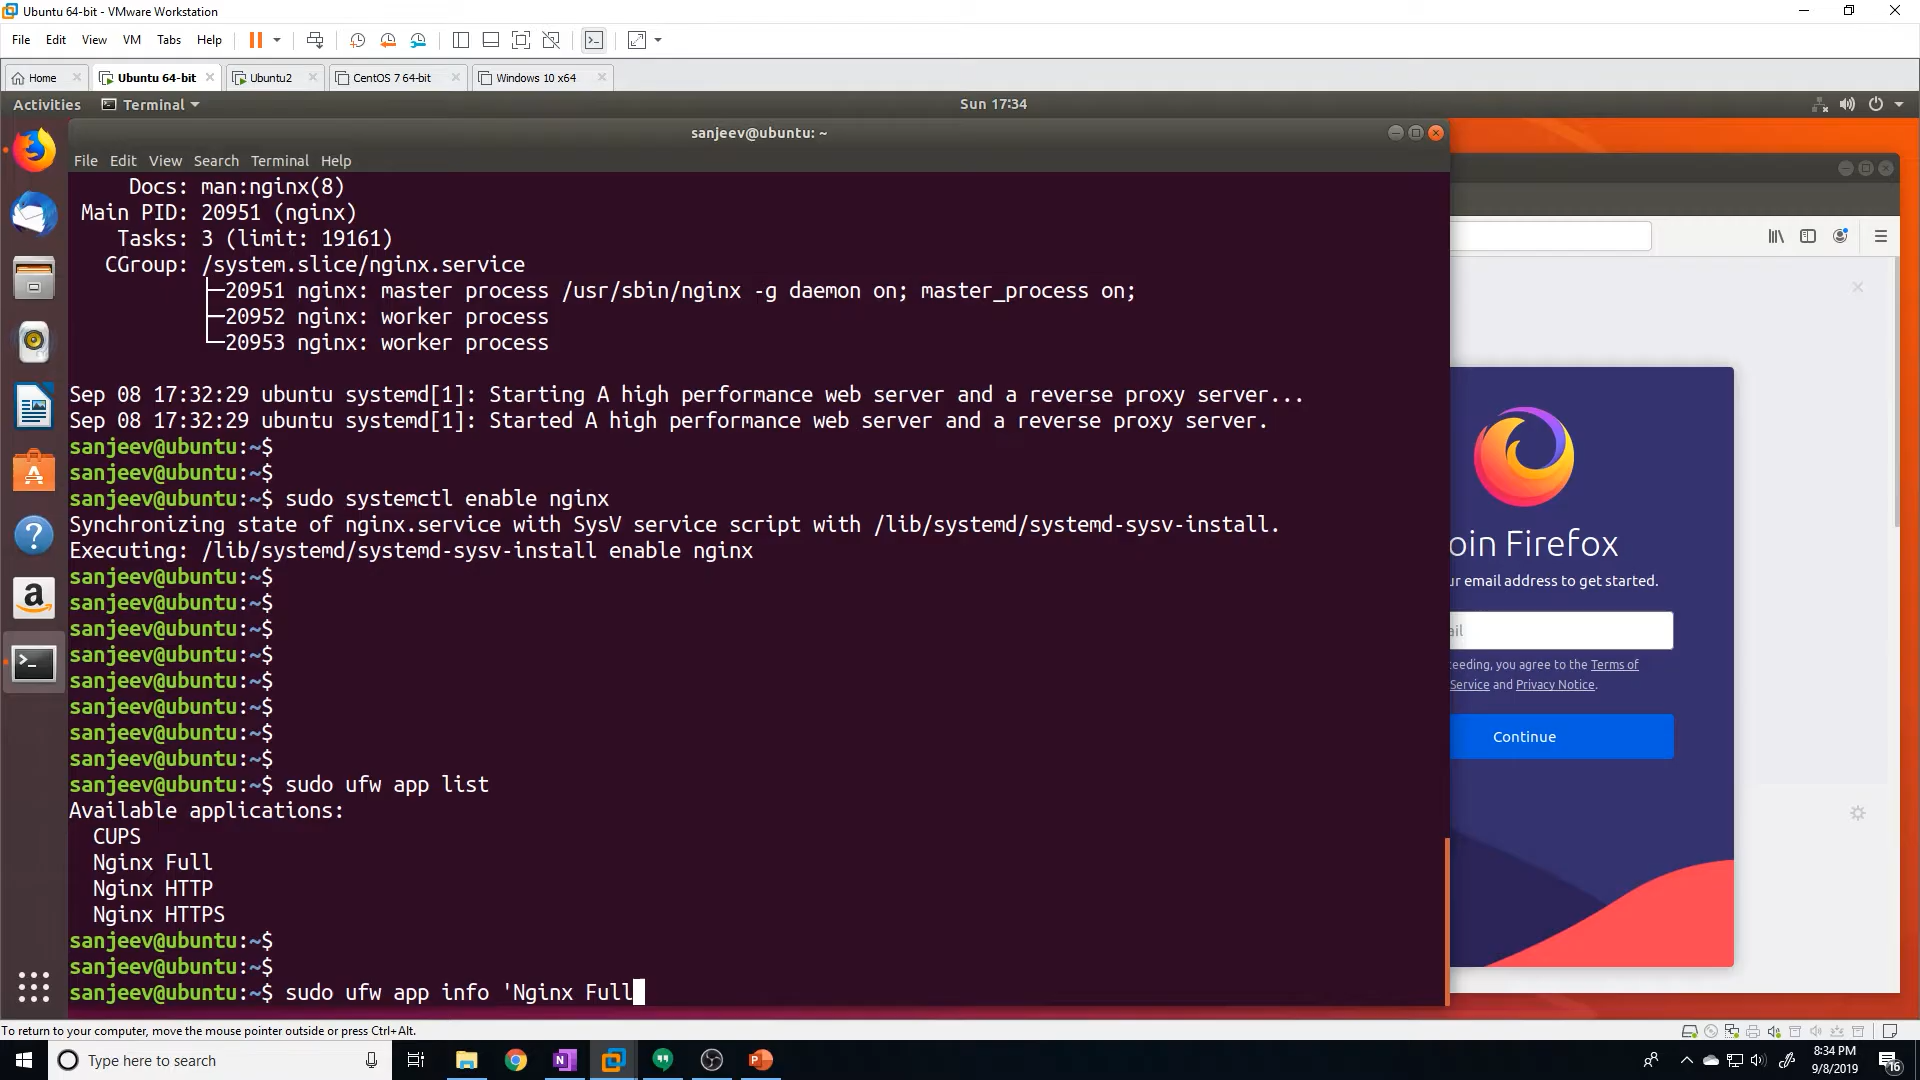 Ubuntu 64-bit - VMware Workstation
File Edit View VM Tabs Help
Home Ubuntu 64-bit Ubuntu2 CentOS 7 64-bit Windows 10 x64
Activities Terminal Sun 17:34
sanjeev@ubuntu: ~
File Edit View Search Terminal Help
Docs: man:nginx(8)
Main PID: 20951 (nginx)
Tasks: 3 (limit: 19161)
CGroup: /system.slice/nginx.service
├─20951 nginx: master process /usr/sbin/nginx -g daemon on; master_process on;
├─20952 nginx: worker process
└─20953 nginx: worker process
Sep 08 17:32:29 ubuntu systemd[1]: Starting A high performance web server and a reverse proxy server...
Sep 08 17:32:29 ubuntu systemd[1]: Started A high performance web server and a reverse proxy server.
sanjeev@ubuntu:~$
sanjeev@ubuntu:~$
sanjeev@ubuntu:~$ sudo systemctl enable nginx
Synchronizing state of nginx.service with SysV service script with /lib/systemd/systemd-sysv-install.
Executing: /lib/systemd/systemd-sysv-install enable nginx
sanjeev@ubuntu:~$
sanjeev@ubuntu:~$
sanjeev@ubuntu:~$
sanjeev@ubuntu:~$
sanjeev@ubuntu:~$
sanjeev@ubuntu:~$
sanjeev@ubuntu:~$
sanjeev@ubuntu:~$
sanjeev@ubuntu:~$ sudo ufw app list
Available applications:
CUPS
Nginx Full
Nginx HTTP
Nginx HTTPS
sanjeev@ubuntu:~$
sanjeev@ubuntu:~$
sanjeev@ubuntu:~$ sudo ufw app info 'Nginx Full
oin Firefox
ur email address to get started.
ail
eeding, you agree to the Terms of
Service and Privacy Notice.
Continue
To return to your computer, move the mouse pointer outside or press Ctrl+Alt.
Type here to search
8:34 PM
9/8/2019
16